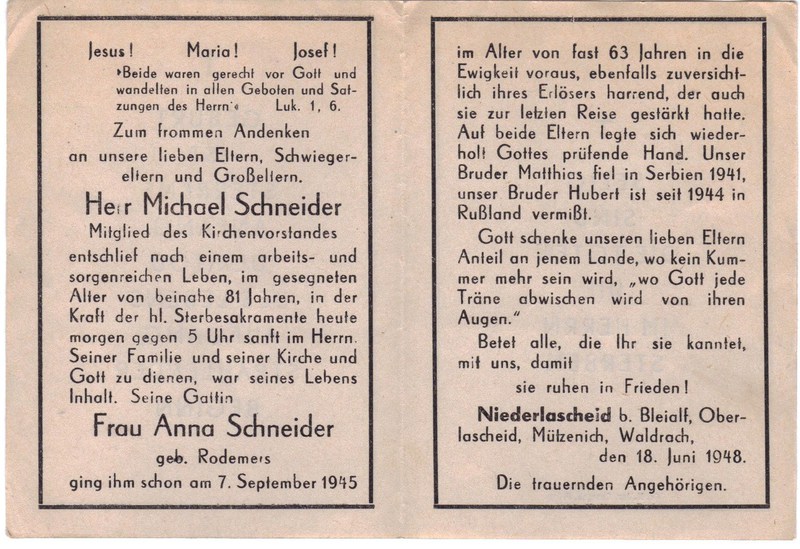 Jesus! Maria! Josef!
»Beide waren gerecht vor Gott und
wandelten in allen Geboten und Sat-
zungen des Herrn·« Luk. 1, 6.
Zum frommen Andenken
an unsere lieben Eltern, Schwieger-
eltern und Großeltern.
Herr Michael Schneider
Mitglied des Kirchenvorstandes
entschlief nach einem arbeits- und
sorgenreichen Leben, im gesegneten
Alter von beinahe 81 Jahren, in der
Kraft der hl. Sterbesakramente heute
morgen gegen 5 Uhr sanft im Herrn.
Seiner Familie und seiner Kirche und
Gott zu dienen, war seines Lebens
Inhalt. Seine Gattin
Frau Anna Schneider
geb. Rodemers
ging ihm schon am 7. September 1945
im Alter von fast 63 Jahren in die
Ewigkeit voraus, ebenfalls zuversicht-
lich ihres Erlösers harrend, der auch
sie zur letzten Reise gestärkt hatte.
Auf beide Eltern legte sich wieder-
holt Gottes prüfende Hand. Unser
Bruder Matthias fiel in Serbien 1941,
unser Bruder Hubert ist seit 1944 in
Rußland vermißt.
Gott schenke unseren lieben Eltern
Anteil an jenem Lande, wo kein Kum-
mer mehr sein wird, „wo Gott jede
Träne abwischen wird von ihren
Augen."
Betet alle, die Ihr sie kanntet,
mit uns, damit
sie ruhen in Frieden!
Niederlascheid b. Bleialf, Ober-
lascheid, Mützenich, Waldrach,
den 18. Juni 1948.
Die trauernden Angehörigen.